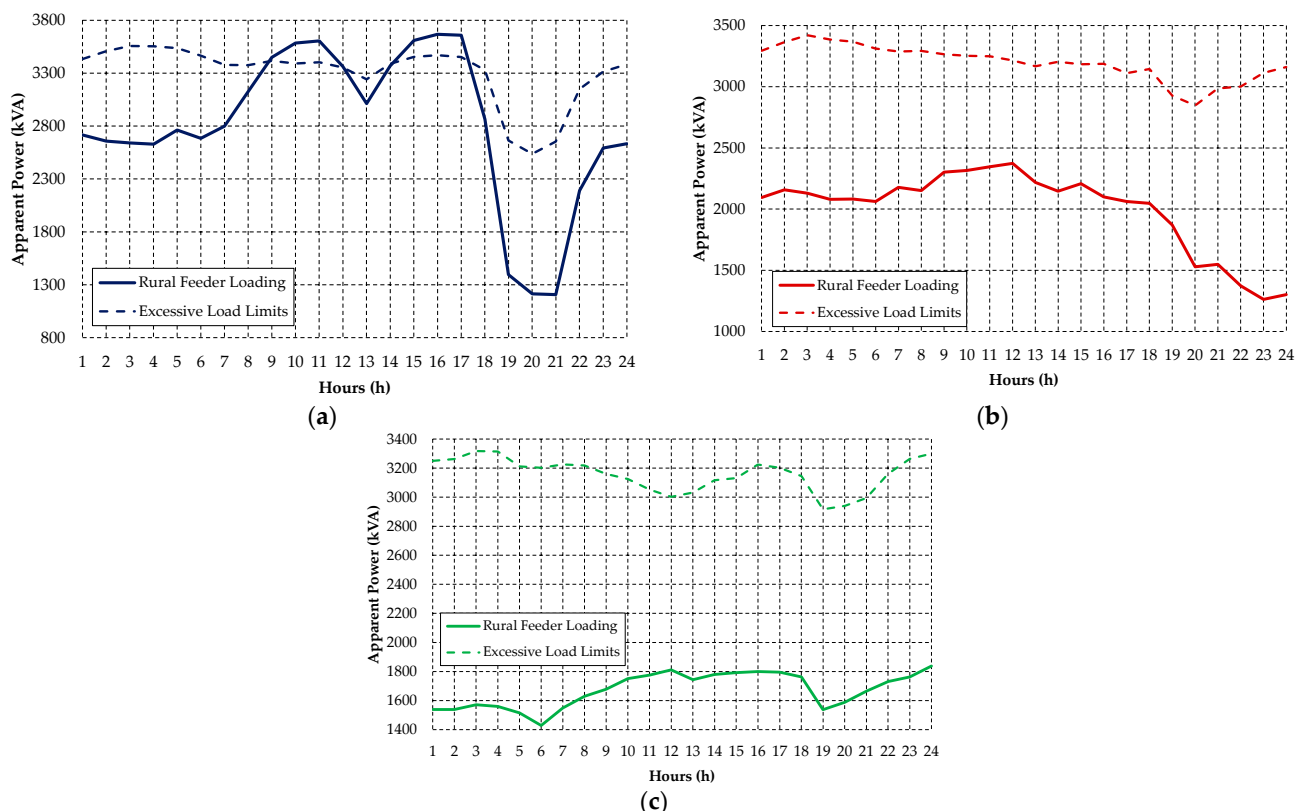 3800
3300
2800
2300
1800
1300
800
Apparent Power (kVA)
Rural Feeder Loading
Excessive Load Limits
1 2 3 4 5 6 7 8 9 10 11 12 13 14 15 16 17 18 19 20 21 22 23 24
Hours (h)
(a)
3500
3000
2500
2000
1500
1000
Apparent Power (kVA)
Rural Feeder Loading
Excessive Load Limits
1 2 3 4 5 6 7 8 9 10 11 12 13 14 15 16 17 18 19 20 21 22 23 24
Hours (h)
(b)
3400
3200
3000
2800
2600
2400
2200
2000
1800
1600
1400
Apparent Power (kVA)
Rural Feeder Loading
Excessive Load Limits
1 2 3 4 5 6 7 8 9 10 11 12 13 14 15 16 17 18 19 20 21 22 23 24
Hours (h)
(c)